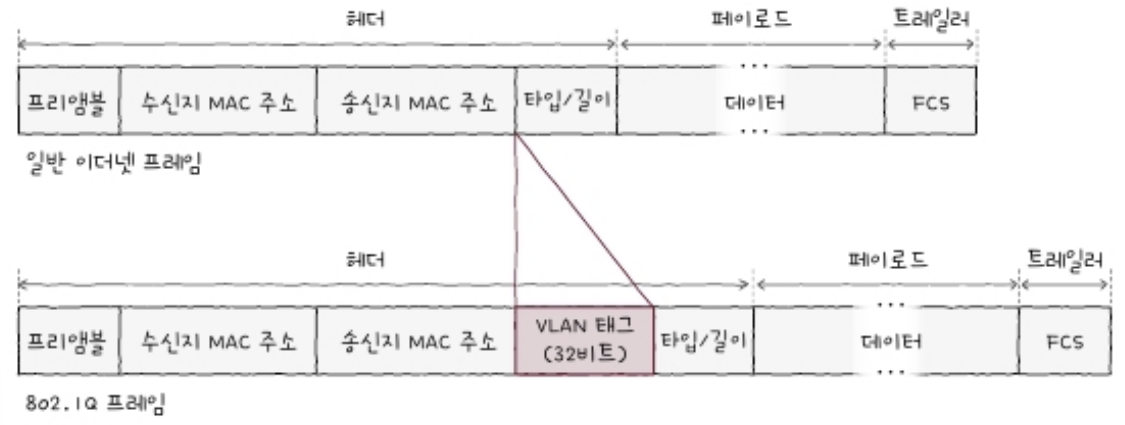 헤더 페이로드 트레일러
프리앰블 수신지 MAC 주소 송신지 MAC 주소 타입/길이 데이터 FCS
일반 이더넷 프레임
헤더 페이로드 트레일러
프리앰블 수신지 MAC 주소 송신지 MAC 주소 VLAN 태그 (32비트) 타입/길이 데이터 FCS
802.1Q 프레임